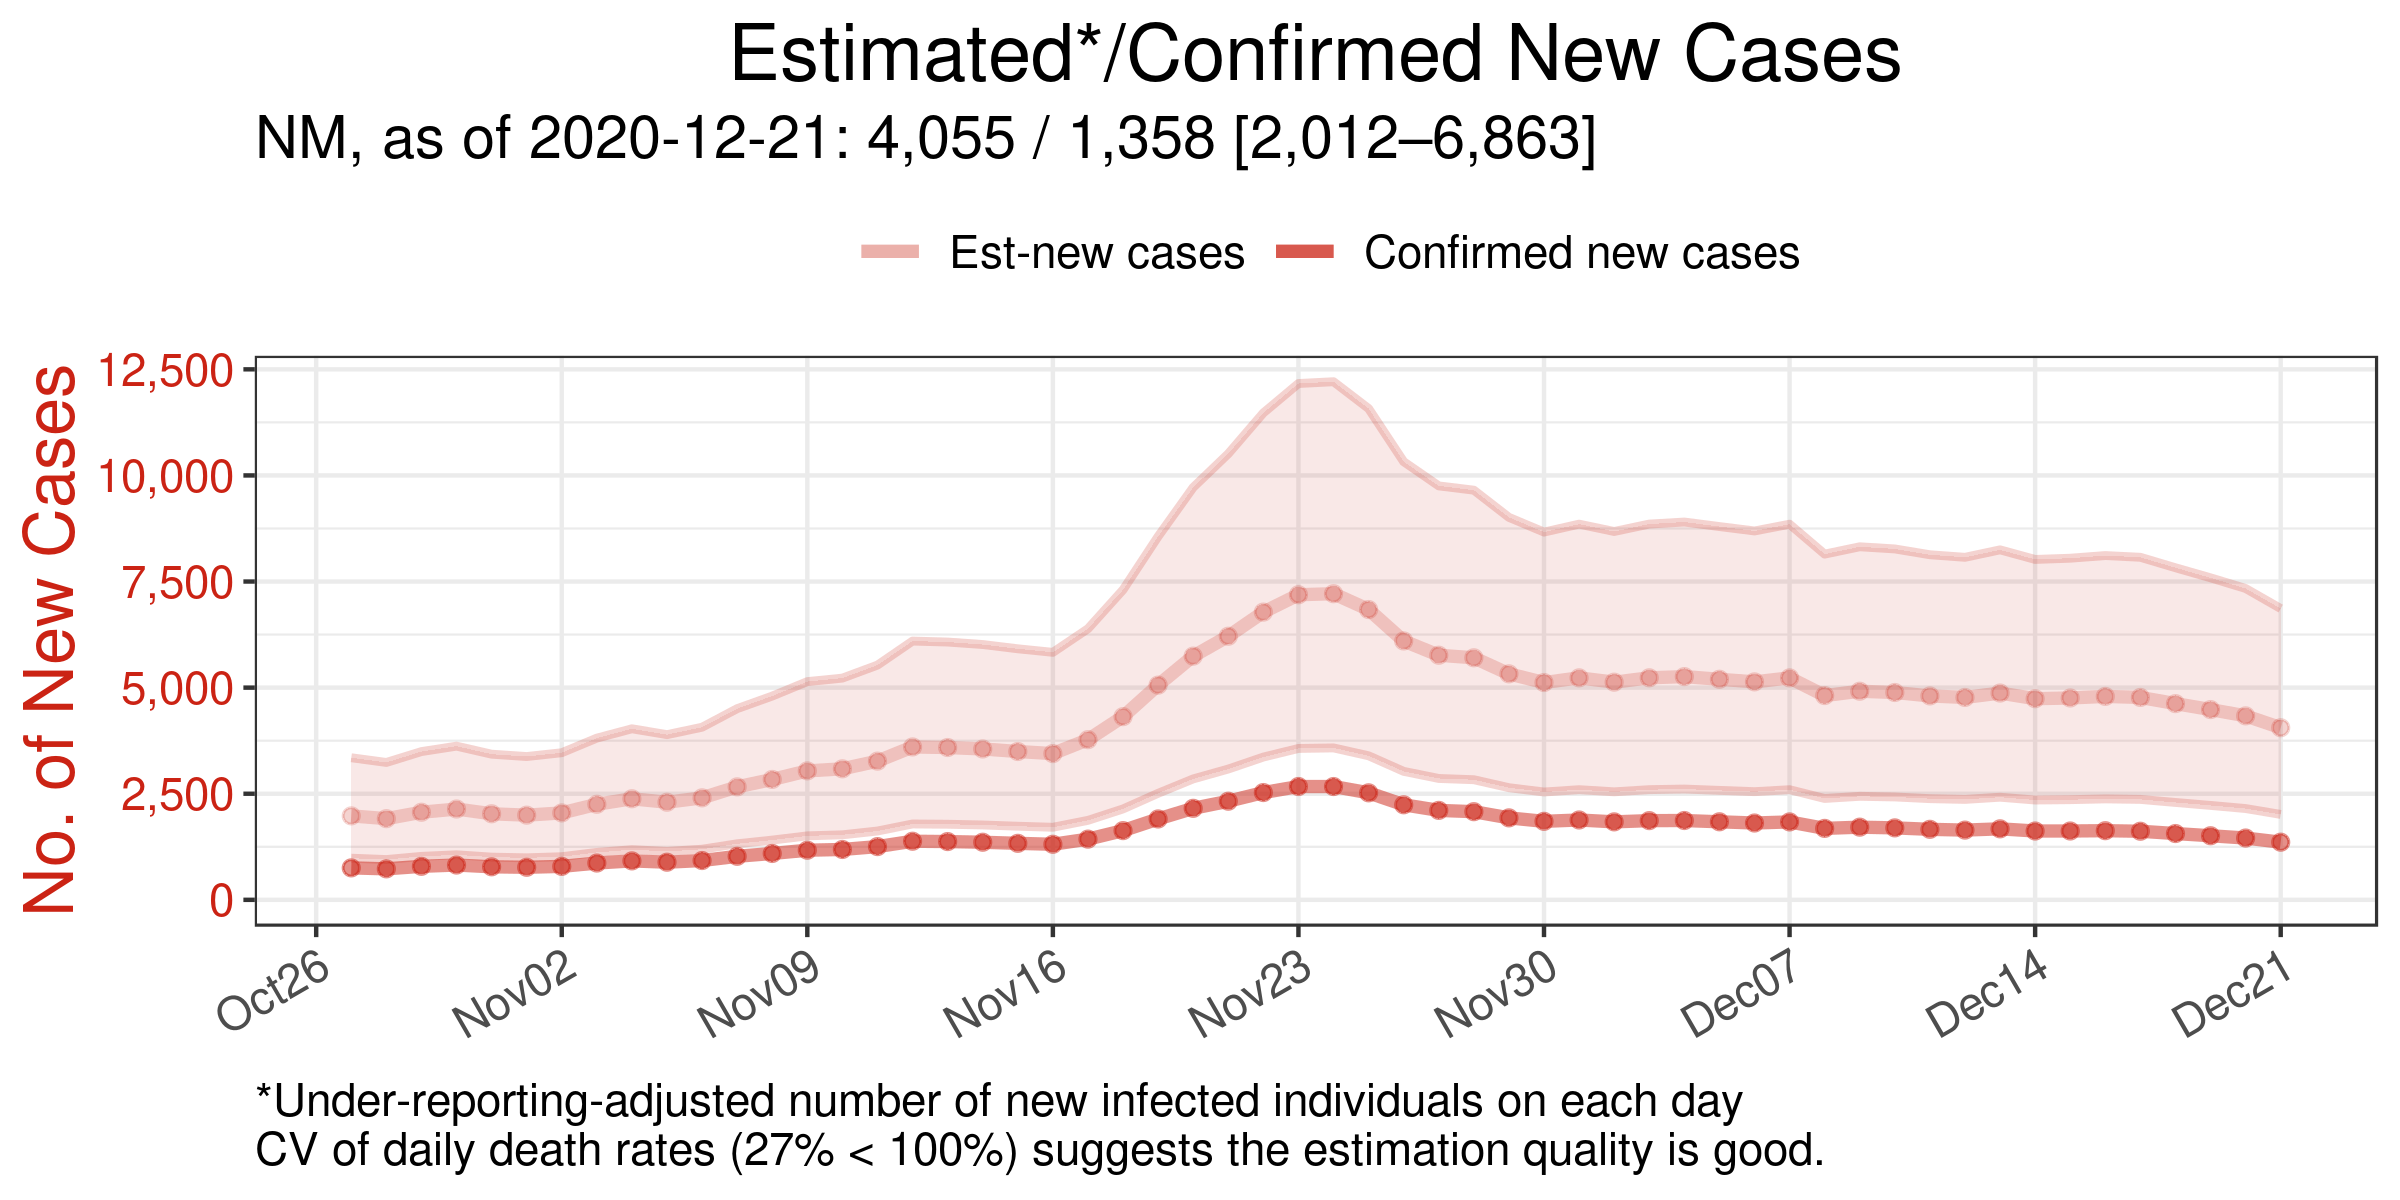 Estimated*/Confirmed New Cases
NM, as of 2020-12-21: 4,055 / 1,358 [2,012–6,863]
Est-new cases
Confirmed new cases
No. of New Cases
12,500
10,000
7,500
5,000
2,500
0
Oct26
Nov02
Nov09
Nov16
Nov23
Nov30
Dec07
Dec14
Dec21
*Under-reporting-adjusted number of new infected individuals on each day
CV of daily death rates (27% < 100%) suggests the estimation quality is good.